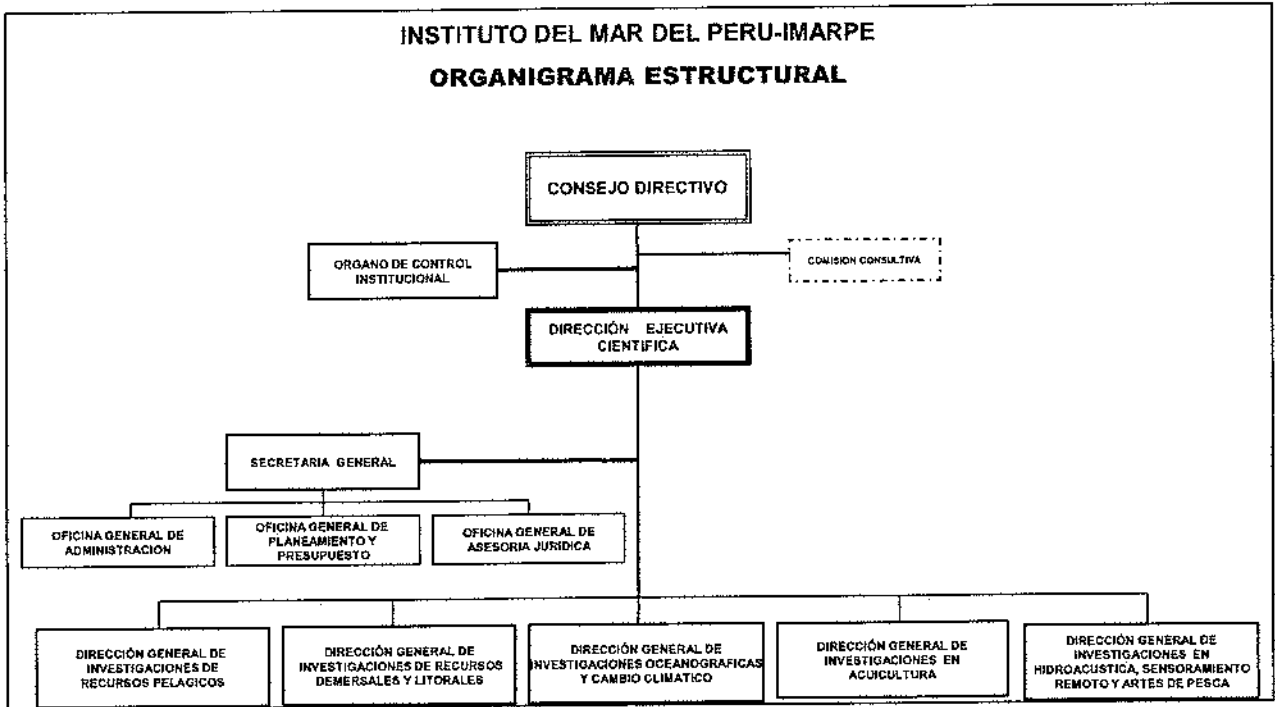 INSTITUTO DEL MAR DEL PERU-IMARPE
ORGANIGRAMA ESTRUCTURAL
CONSEJO DIRECTIVO
ORGANO DE CONTROL
INSTITUCIONAL
COMISION CONSULTIVA
DIRECCIÓN EJECUTIVA
CIENTIFICA
SECRETARIA GENERAL
OFICINA GENERAL DE
ADMINISTRACION
OFICINA GENERAL DE
PLANEAMIENTO Y
PRESUPUESTO
OFICINA GENERAL DE
ASESORIA JURIDICA
DIRECCIÓN GENERAL DE
INVESTIGACIONES DE
RECURSOS PELAGICOS
DIRECCIÓN GENERAL DE
INVESTIGACIONES DE RECURSOS
DEMERSALES Y LITORALES
DIRECCIÓN GENERAL DE
INVESTIGACIONES OCEANOGRAFICAS
Y CAMBIO CLIMATICO
DIRECCIÓN GENERAL DE
INVESTIGACIONES EN
ACUICULTURA
DIRECCIÓN GENERAL DE
INVESTIGACIONES EN
HIDROACUSTICA, SENSORAMIENTO
REMOTO Y ARTES DE PESCA